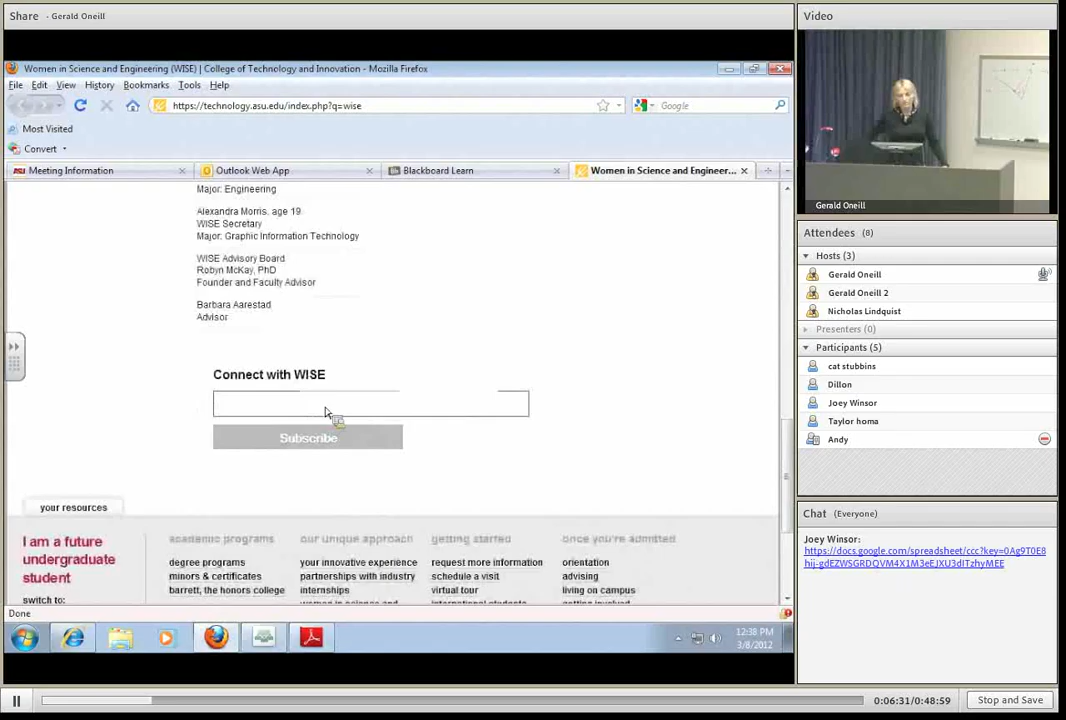 Share - Gerald Oneill
Women in Science and Engineering (WISE) | College of Technology and Innovation - Mozilla Firefox
File Edit View History Bookmarks Tools Help
https://technology.asu.edu/index.php?q=wise
Google
Most Visited
Convert
Meeting Information
Outlook Web App
Blackboard Learn
Women in Science and Engineer...
Major: Engineering
Alexandra Morris, age 19
WISE Secretary
Major: Graphic Information Technology
WISE Advisory Board
Robyn McKay, PhD
Founder and Faculty Advisor
Barbara Aarestad
Advisor
Connect with WISE
Subscribe
your resources
I am a future
undergraduate
student
switch to:
academic programs
degree programs
minors & certificates
barrett, the honors college
our unique approach
your innovative experience
partnerships with industry
internships
women in science and
getting started
request more information
schedule a visit
virtual tour
international students
once you're admitted
orientation
advising
living on campus
getting involved
Done
12:38 PM
3/8/2012
Video
Gerald Oneill
Attendees (8)
Hosts (3)
Gerald Oneill
Gerald Oneill 2
Nicholas Lindquist
Presenters (0)
Participants (5)
cat stubbins
Dillon
Joey Winsor
Taylor homa
Andy
Chat (Everyone)
Joey Winsor:
https://docs.google.com/spreadsheet/ccc?key=0Ag9T0E8
hij-gdEZWSGRDQVM4X1M3eEJXU3dITzhyMEE
0:06:31/0:48:59
Stop and Save